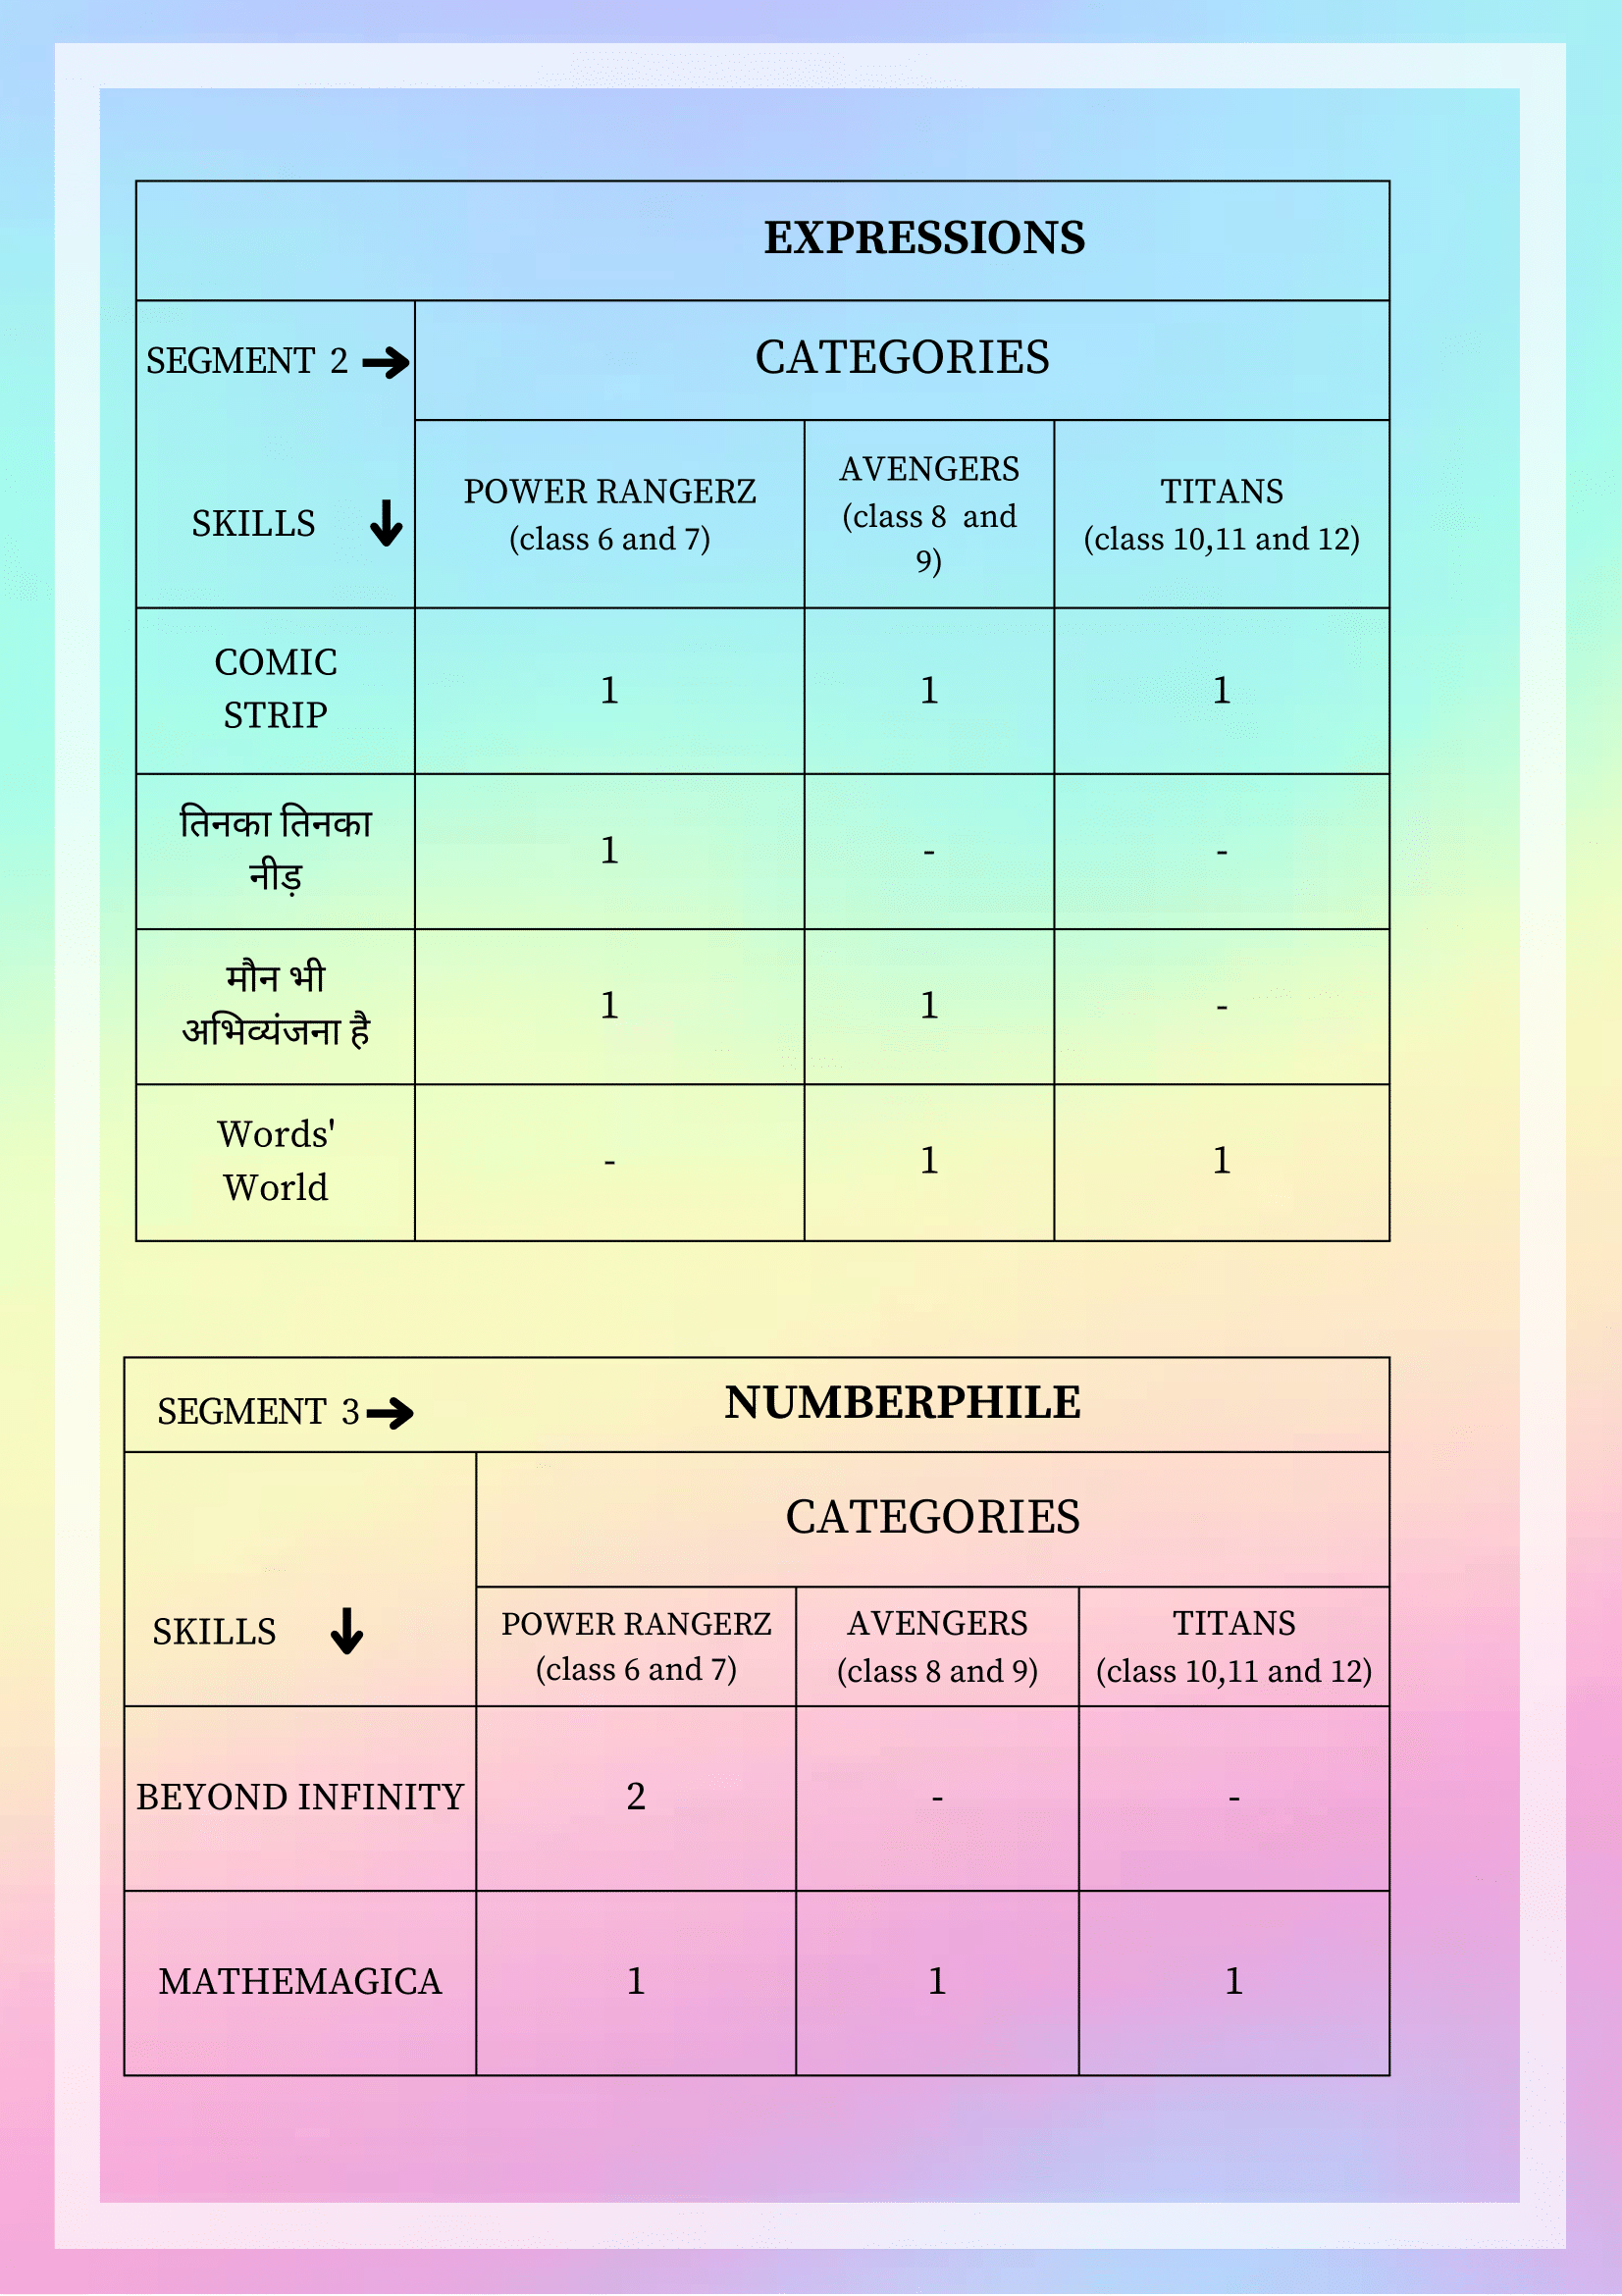 EXPRESSIONS
SEGMENT 2 →
CATEGORIES
SKILLS ↓
POWER RANGERZ
(class 6 and 7)
AVENGERS
(class 8 and
9)
TITANS
(class 10,11 and 12)
COMIC
STRIP
1
1
1
तिनका तिनका
नीड़
1
-
-
मौन भी
अभिव्यंजना है
1
1
-
Words'
World
-
1
1
SEGMENT 3 →
NUMBERPHILE
CATEGORIES
SKILLS ↓
POWER RANGERZ
(class 6 and 7)
AVENGERS
(class 8 and 9)
TITANS
(class 10,11 and 12)
BEYOND INFINITY
2
-
-
MATHEMAGICA
1
1
1